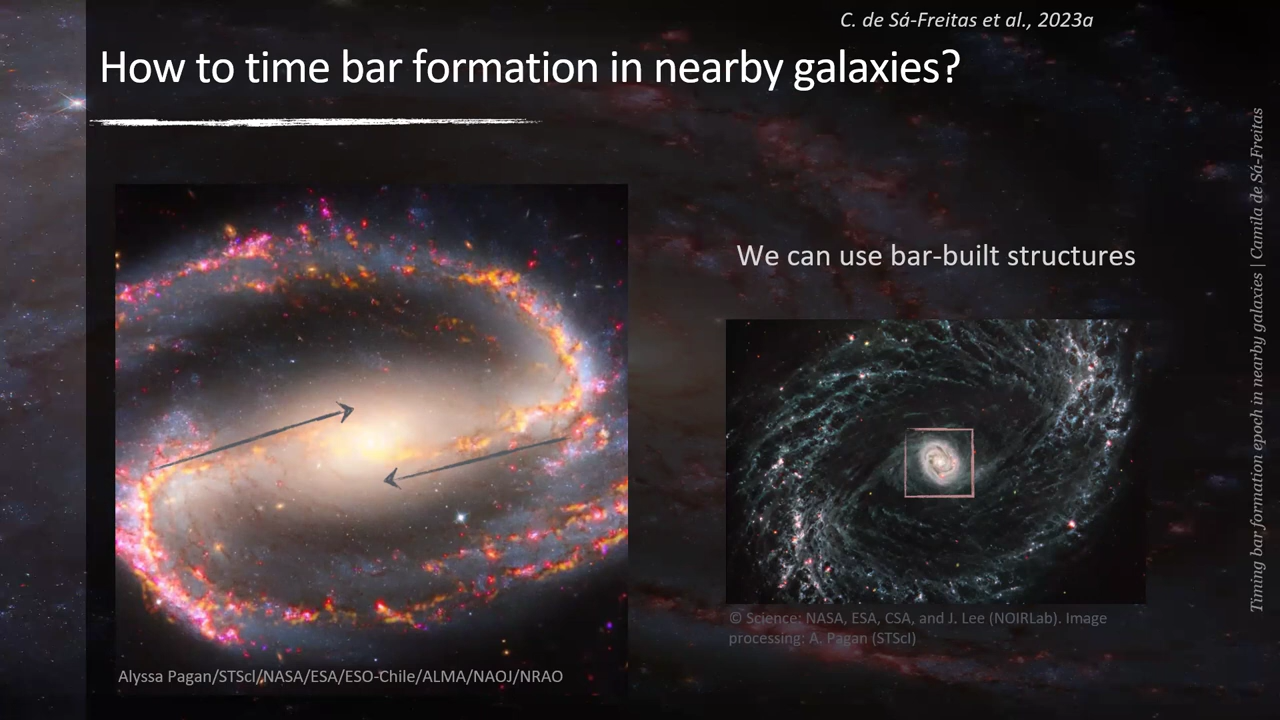 C. de Sá-Freitas et al., 2023a
How to time bar formation in nearby galaxies?
We can use bar-built structures
© Science: NASA, ESA, CSA, and J. Lee (NOIRLab). Image
processing: A. Pagan (STScI)
Alyssa Pagan/STScl/NASA/ESA/ESO-Chile/ALMA/NAOJ/NRAO
Timing bar formation epoch in nearby galaxies | Camila de Sá-Freitas